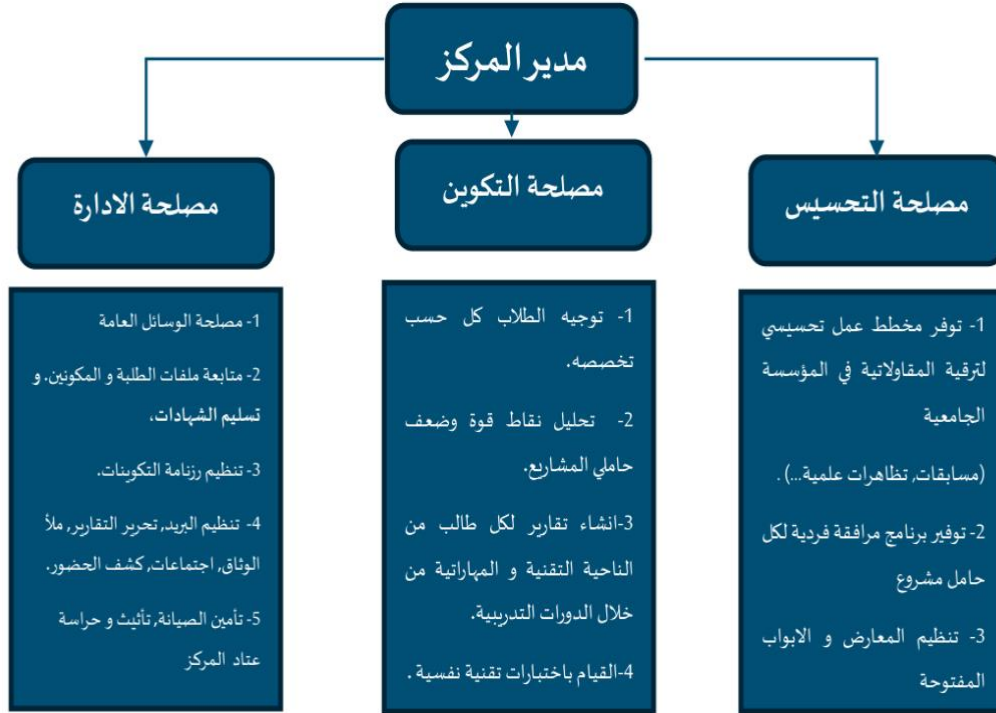 مدير المركز
مصلحة التحسيس
مصلحة التكوين
مصلحة الادارة
1- توفر مخطط عمل تحسيسي
لترقية المقاولاتية في المؤسسة
الجامعية
(مسابقات, تظاهرات علمية...) .
2- توفير برنامج مرافقة فردية لكل
حامل مشروع
3- تنظيم المعارض و الابواب
المفتوحة
1- توجيه الطلاب كل حسب
تخصصه.
2- تحليل نقاط قوة وضعف
حاملي المشاريع.
3-انشاء تقارير لكل طالب من
الناحية التقنية و المهاراتية من
خلال الدورات التدريبية.
4-القيام باختبارات تقنية نفسية .
1- مصلحة الوسائل العامة
2- متابعة ملفات الطلبة و المكونين. و
تسليم الشهادات،
3- تنظيم رزنامة التكوينات.
4- تنظيم البريد, تحرير التقارير, ملأ
الوثاق, اجتماعات, كشف الحضور.
5- تأمين الصيانة, تأثيث و حراسة
عتاد المركز